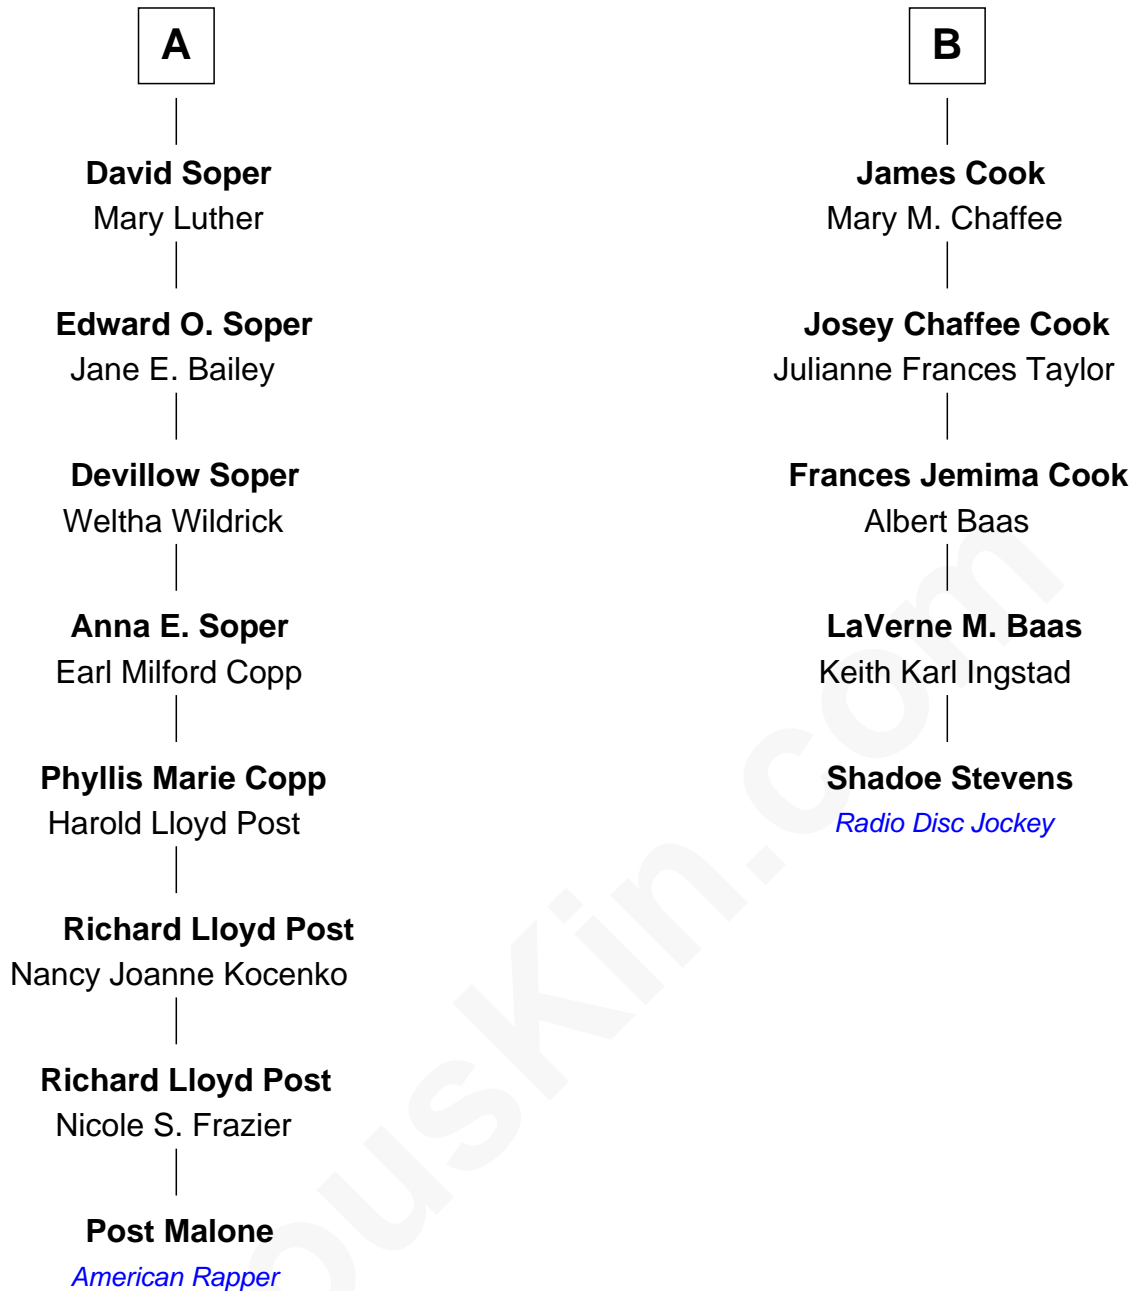 A
David Soper
Mary Luther
Edward O. Soper
Jane E. Bailey
Devillow Soper
Weltha Wildrick
Anna E. Soper
Earl Milford Copp
Phyllis Marie Copp
Harold Lloyd Post
Richard Lloyd Post
Nancy Joanne Kocenko
Richard Lloyd Post
Nicole S. Frazier
Post Malone
American Rapper
B
James Cook
Mary M. Chaffee
Josey Chaffee Cook
Julianne Frances Taylor
Frances Jemima Cook
Albert Baas
LaVerne M. Baas
Keith Karl Ingstad
Shadoe Stevens
Radio Disc Jockey
ousKin.com